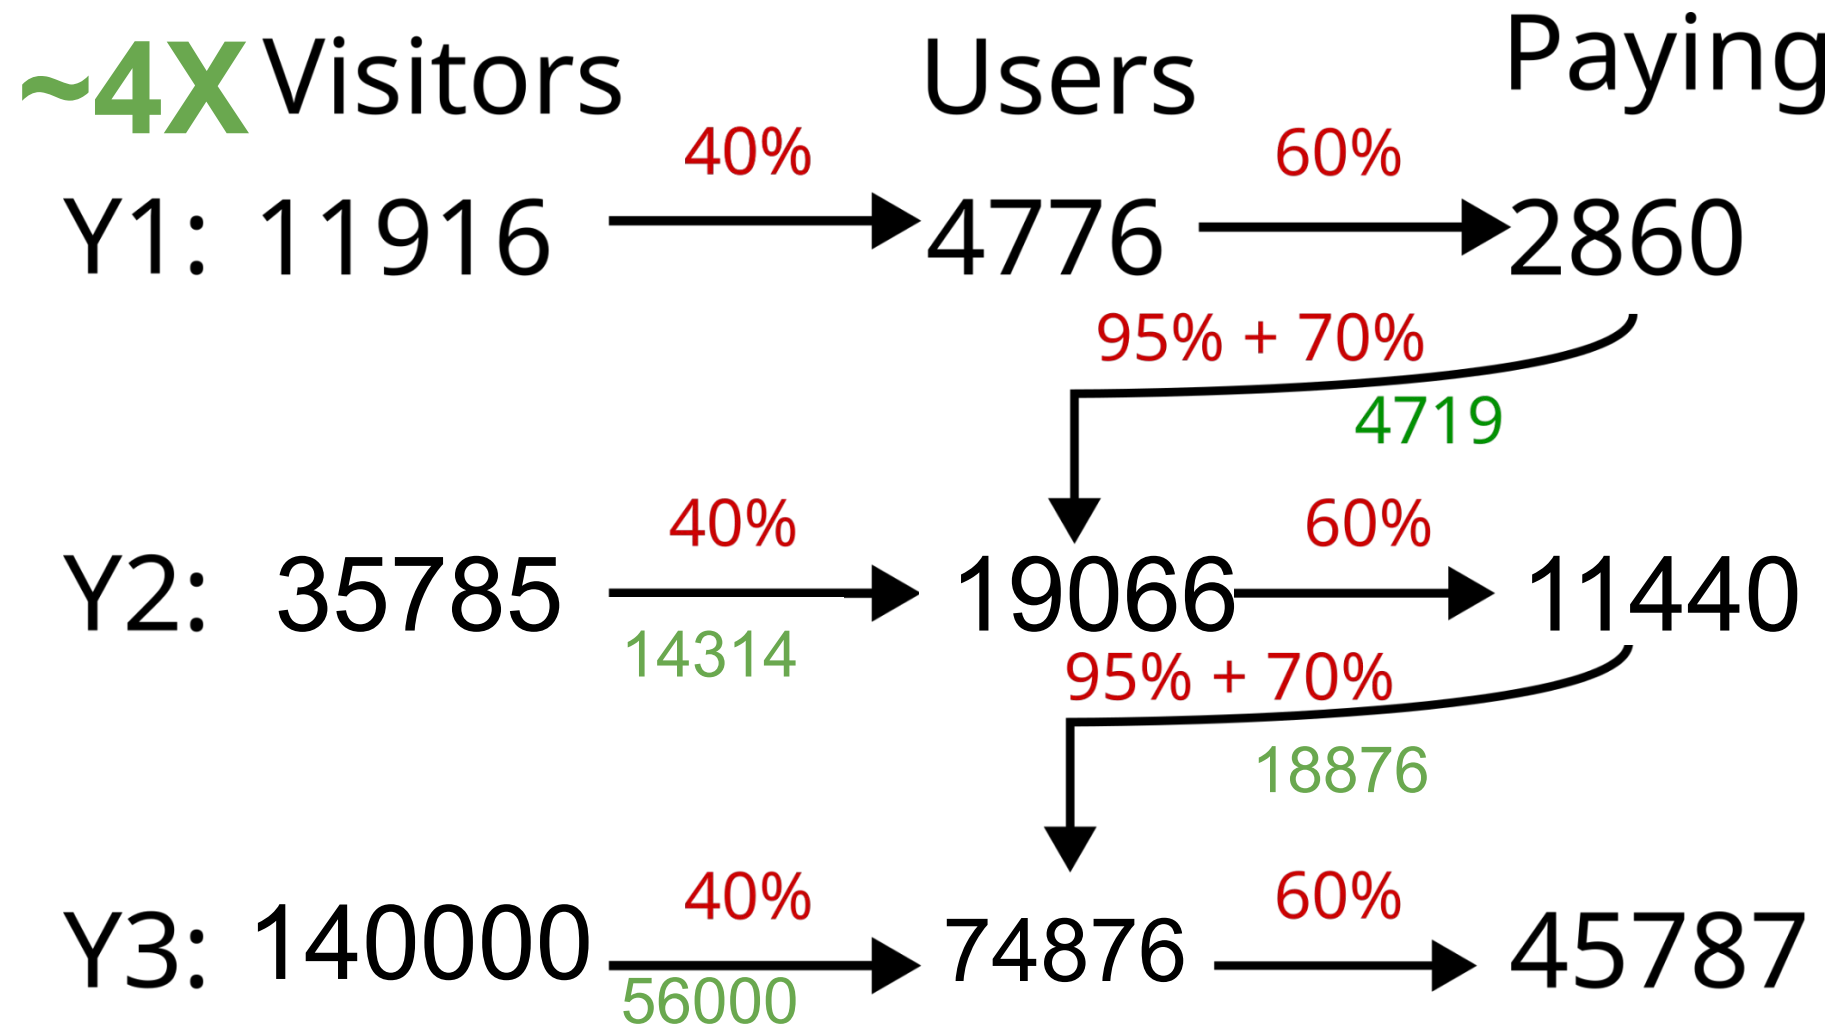 ~4X Visitors Users Paying
40% 60%
Y1: 11916 4776 2860
95% + 70%
4719
40% 60%
Y2: 35785 19066 11440
14314
95% + 70%
18876
40% 60%
Y3: 140000 74876 45787
56000